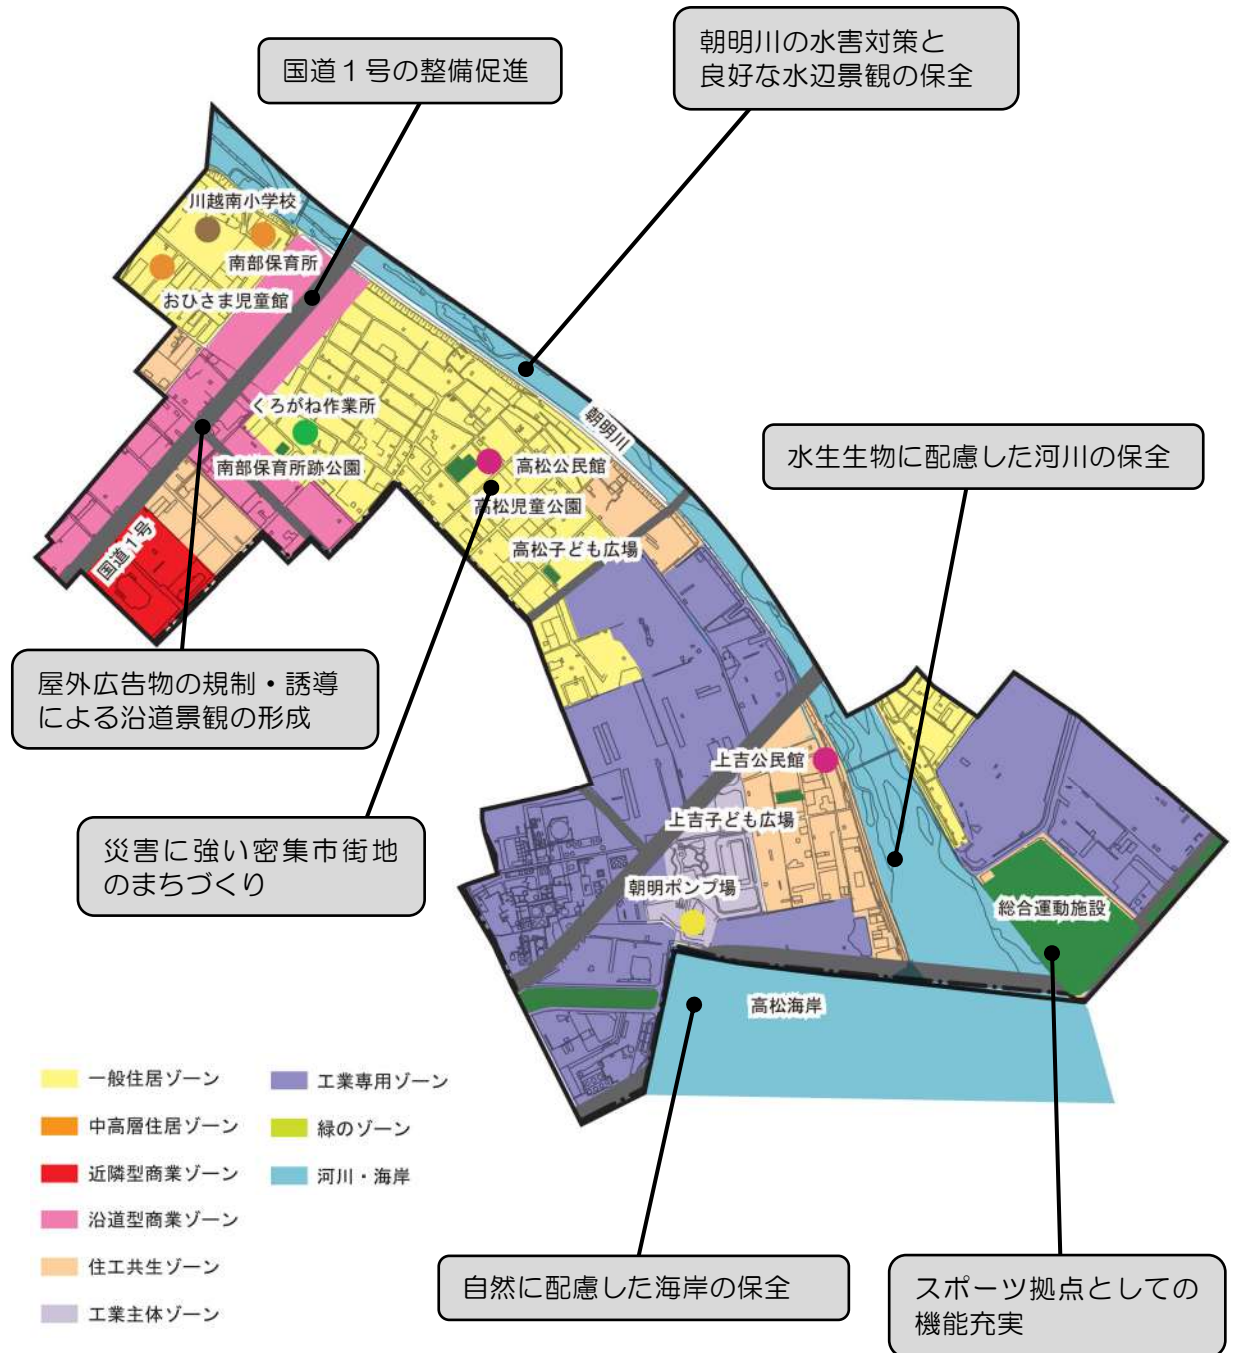 朝明川の水害対策と
良好な水辺景観の保全
国道１号の整備促進
川越南小学校
南部保育所
おひさま児童館
くろがね作業所
朝明川
南部保育所跡公園
高松公民館
高松児童公園
高松子ども広場
水生生物に配慮した河川の保全
国道１号
屋外広告物の規制・誘導
による沿道景観の形成
上吉公民館
上吉子ども広場
災害に強い密集市街地
のまちづくり
朝明ポンプ場
総合運動施設
高松海岸
一般住居ゾーン
中高層住居ゾーン
近隣型商業ゾーン
沿道型商業ゾーン
住工共生ゾーン
工業主体ゾーン
工業専用ゾーン
緑のゾーン
河川・海岸
自然に配慮した海岸の保全
スポーツ拠点としての
機能充実